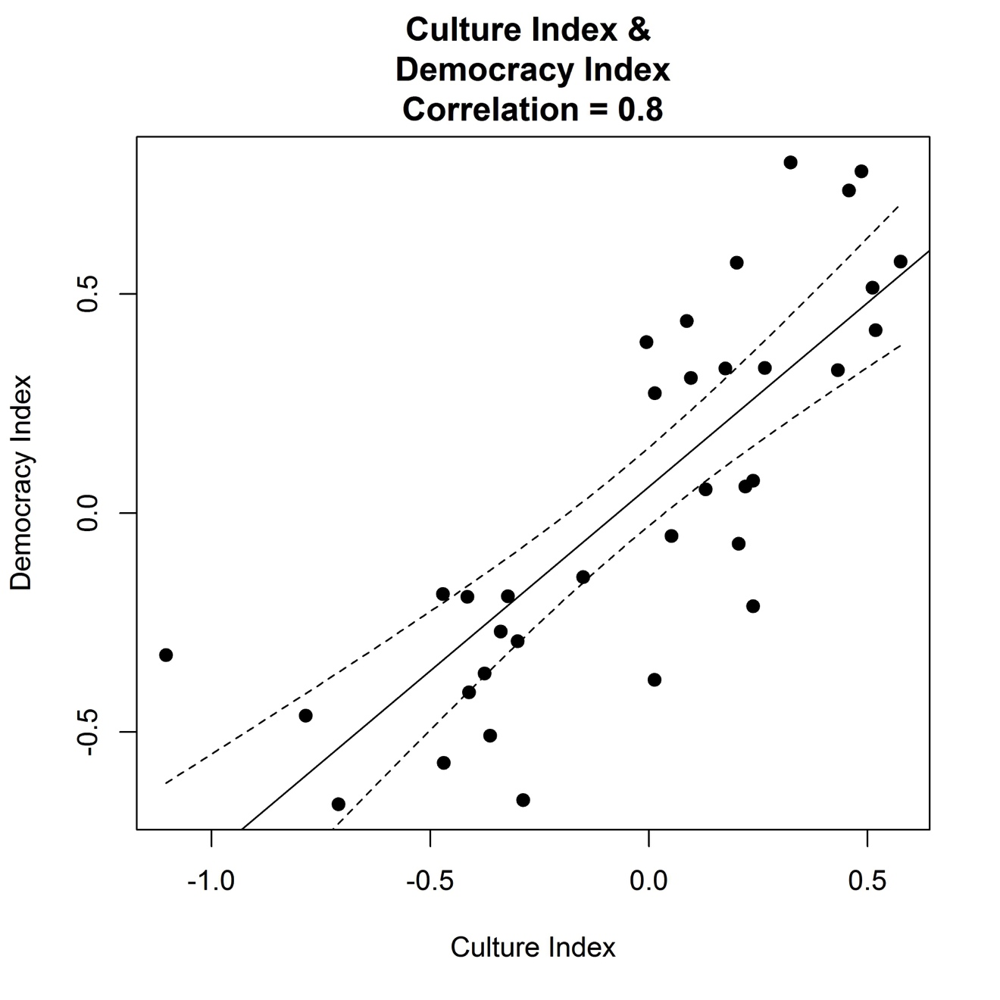 Culture Index &
Democracy Index
Correlation = 0.8
Democracy Index
0.5
0.0
-0.5
-1.0 -0.5 0.0 0.5
Culture Index